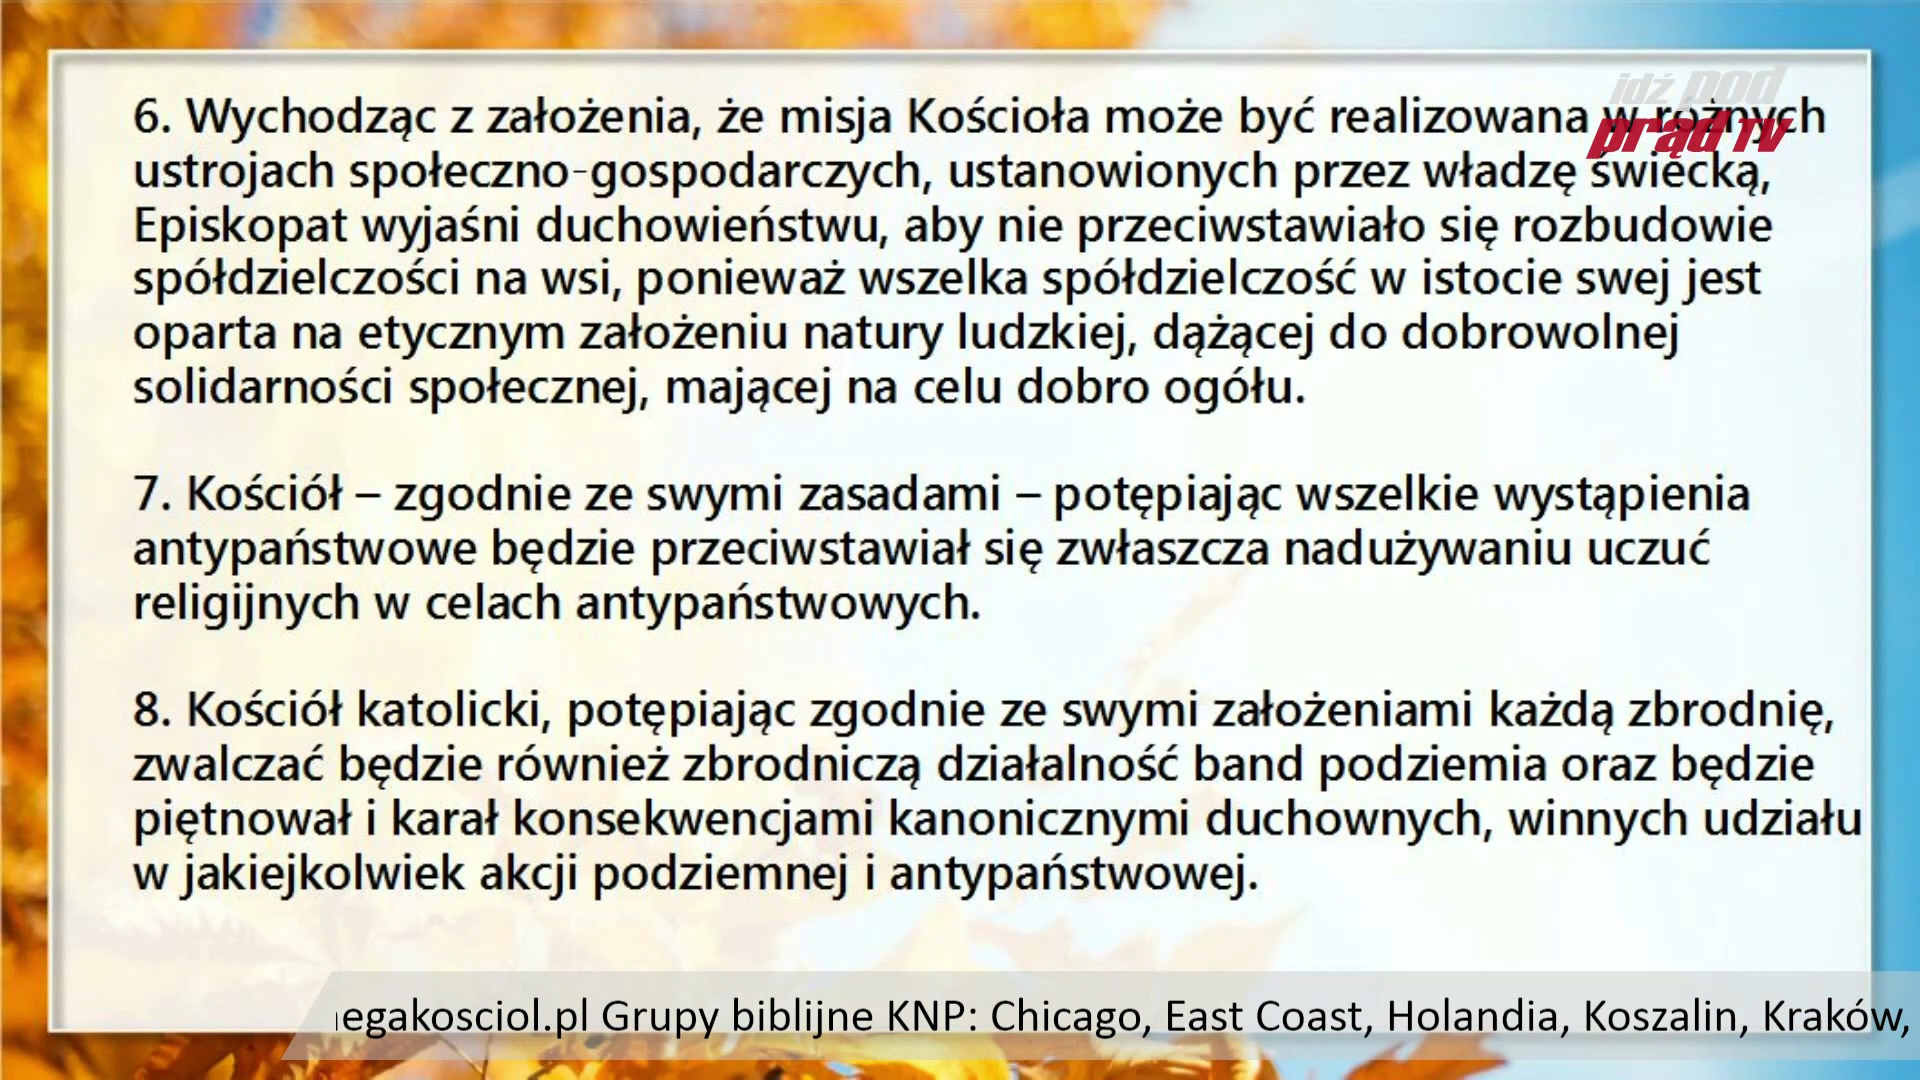 idź pod
prąd TV
6. Wychodząc z założenia, że misja Kościoła może być realizowana w rożnych
ustrojach społeczno-gospodarczych, ustanowionych przez władzę świecką,
Episkopat wyjaśni duchowieństwu, aby nie przeciwstawiało się rozbudowie
spółdzielczości na wsi, ponieważ wszelka spółdzielczość w istocie swej jest
oparta na etycznym założeniu natury ludzkiej, dążącej do dobrowolnej
solidarności społecznej, mającej na celu dobro ogółu.
7. Kościół – zgodnie ze swymi zasadami – potępiając wszelkie wystąpienia
antypaństwowe będzie przeciwstawiał się zwłaszcza nadużywaniu uczuć
religijnych w celach antypaństwowych.
8. Kościół katolicki, potępiając zgodnie ze swymi założeniami każdą zbrodnię,
zwalczać będzie również zbrodniczą działalność band podziemia oraz będzie
piętnował i karał konsekwencjami kanonicznymi duchownych, winnych udziału
w jakiejkolwiek akcji podziemnej i antypaństwowej.
egakosciol.pl Grupy biblijne KNP: Chicago, East Coast, Holandia, Koszalin, Kraków,